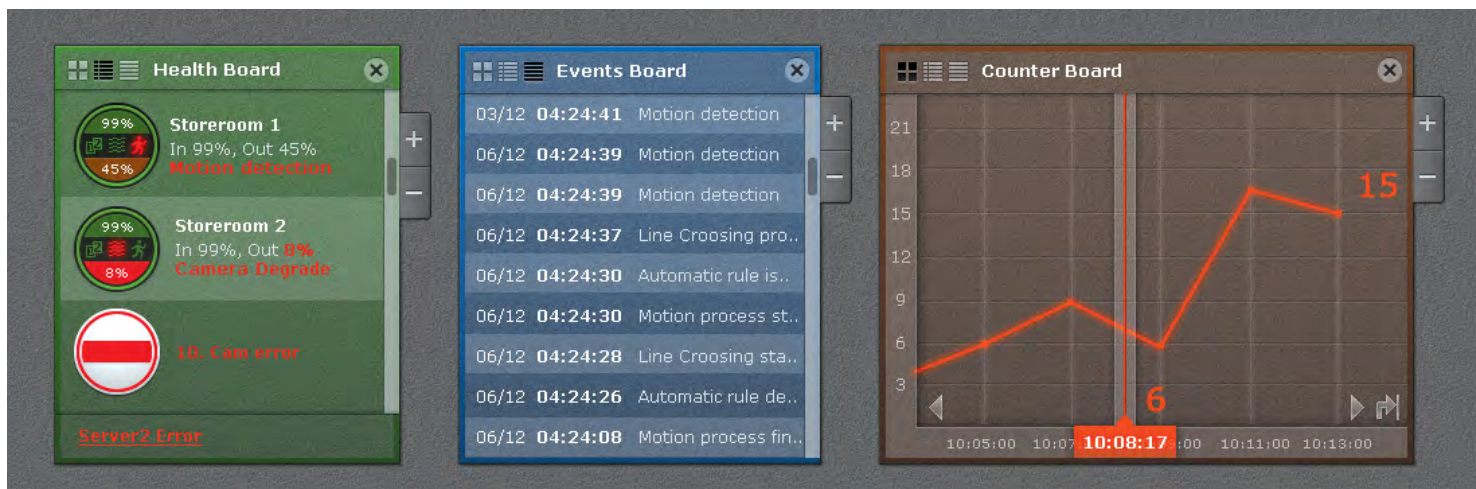 Health Board
99%
45%
Storeroom 1
In 99%, Out 45%
Motion detection
99%
8%
Storeroom 2
In 99%, Out 8%
Camera Degrade
18. Cam error
Server2 Error
+
−
Events Board
03/12 04:24:41 Motion detection
06/12 04:24:39 Motion detection
06/12 04:24:39 Motion detection
06/12 04:24:37 Line Croosing pro..
06/12 04:24:30 Automatic rule is..
06/12 04:24:30 Motion process st..
06/12 04:24:28 Line Croosing sta..
06/12 04:24:26 Automatic rule de..
06/12 04:24:08 Motion process fin..
+
−
Counter Board
21
18
15
12
9
6
3
15
6
10:05:00 10:07 10:08:17 :00 10:11:00 10:13:00
+
−